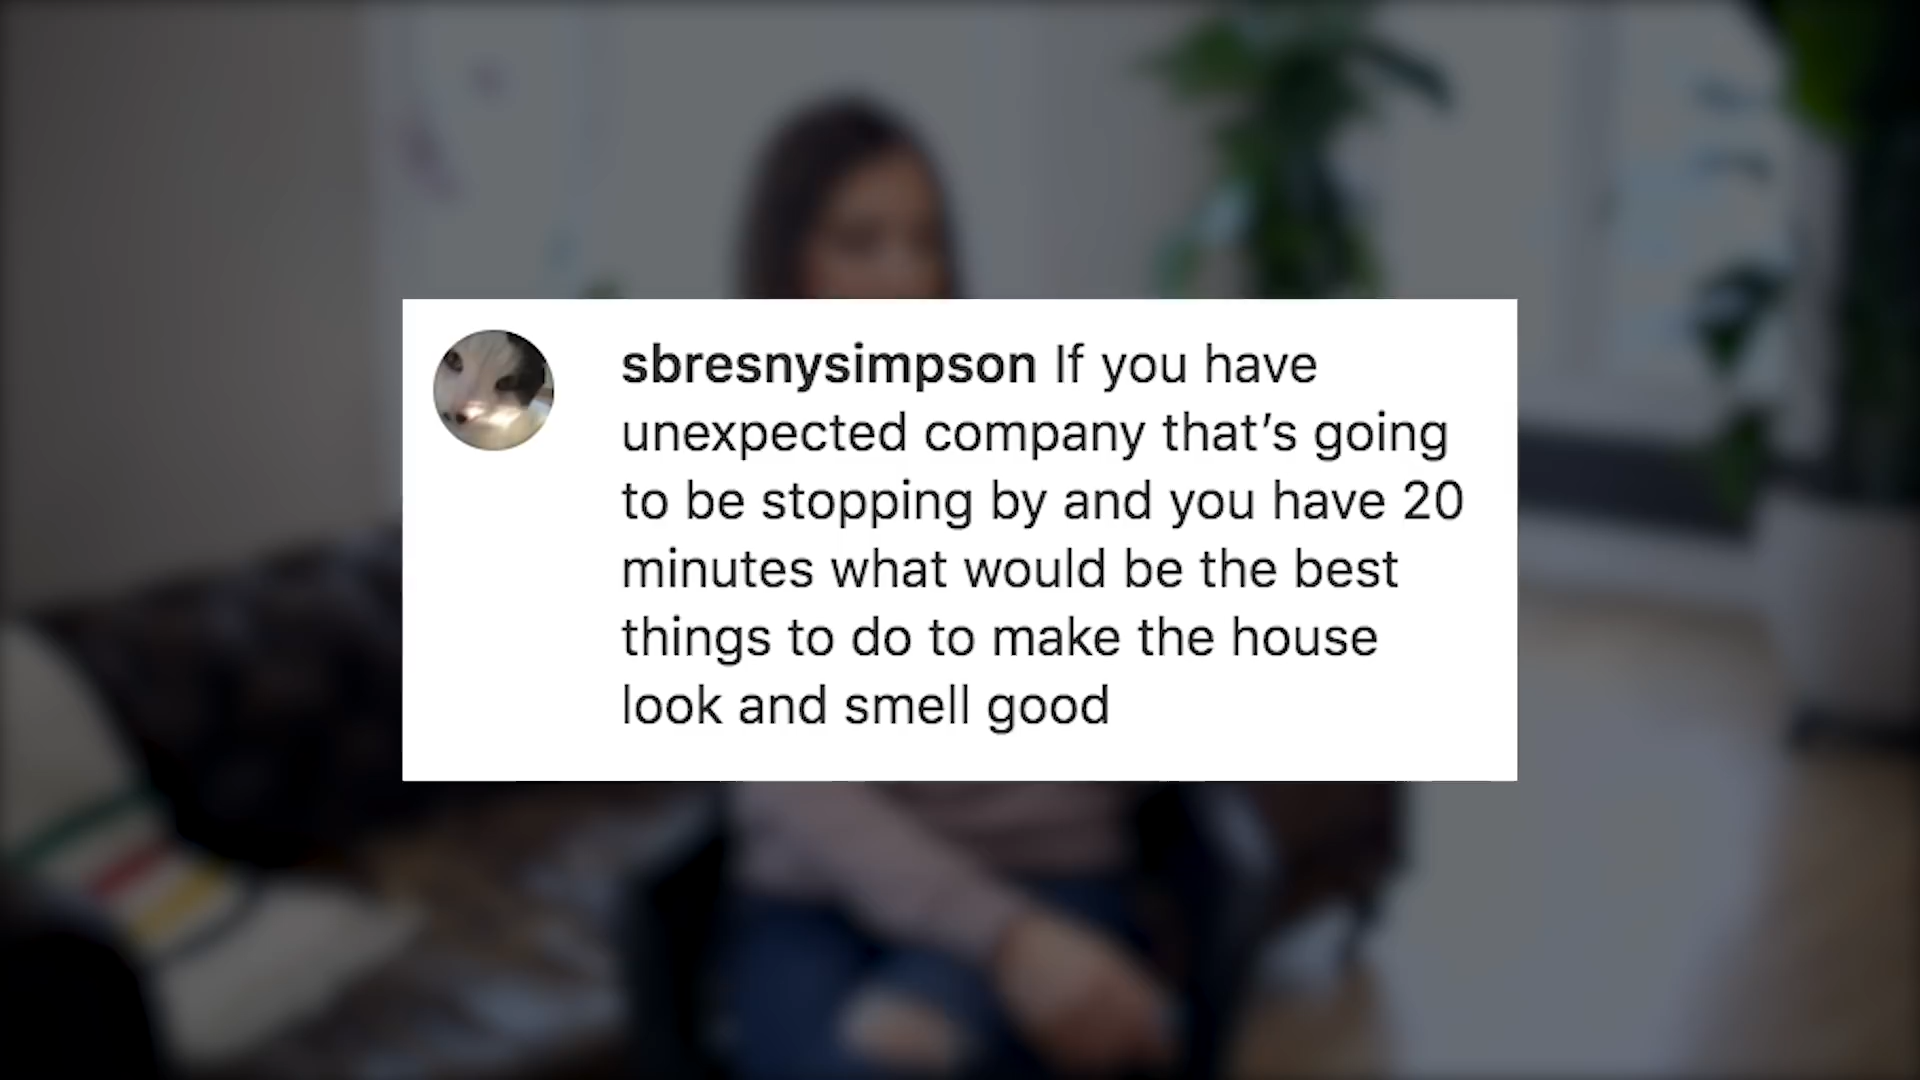 sbresnysimpson If you have
unexpected company that’s going
to be stopping by and you have 20
minutes what would be the best
things to do to make the house
look and smell good